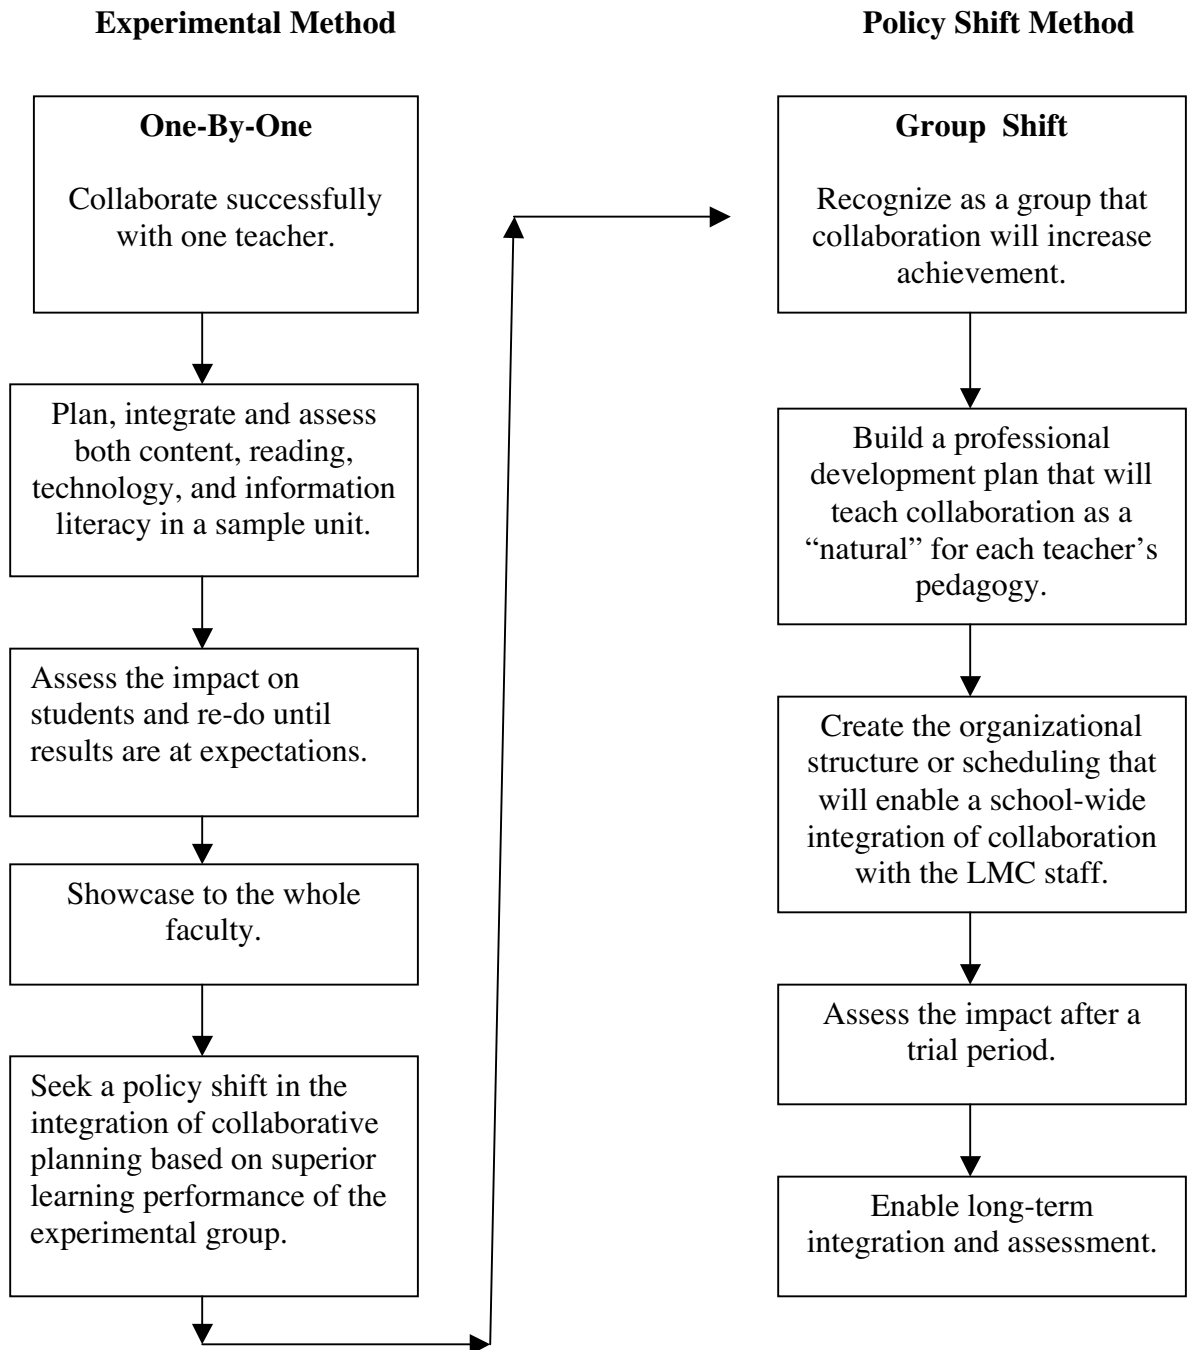 Experimental Method
One-By-One
Collaborate successfully
with one teacher.
Plan, integrate and assess
both content, reading,
technology, and information
literacy in a sample unit.
Assess the impact on
students and re-do until
results are at expectations.
Showcase to the whole
faculty.
Seek a policy shift in the
integration of collaborative
planning based on superior
learning performance of the
experimental group.
Policy Shift Method
Group  Shift
Recognize as a group that
collaboration will increase
achievement.
Build a professional
development plan that will
teach collaboration as a
“natural” for each teacher’s
pedagogy.
Create the organizational
structure or scheduling that
will enable a school-wide
integration of collaboration
with the LMC staff.
Assess the impact after a
trial period.
Enable long-term
integration and assessment.